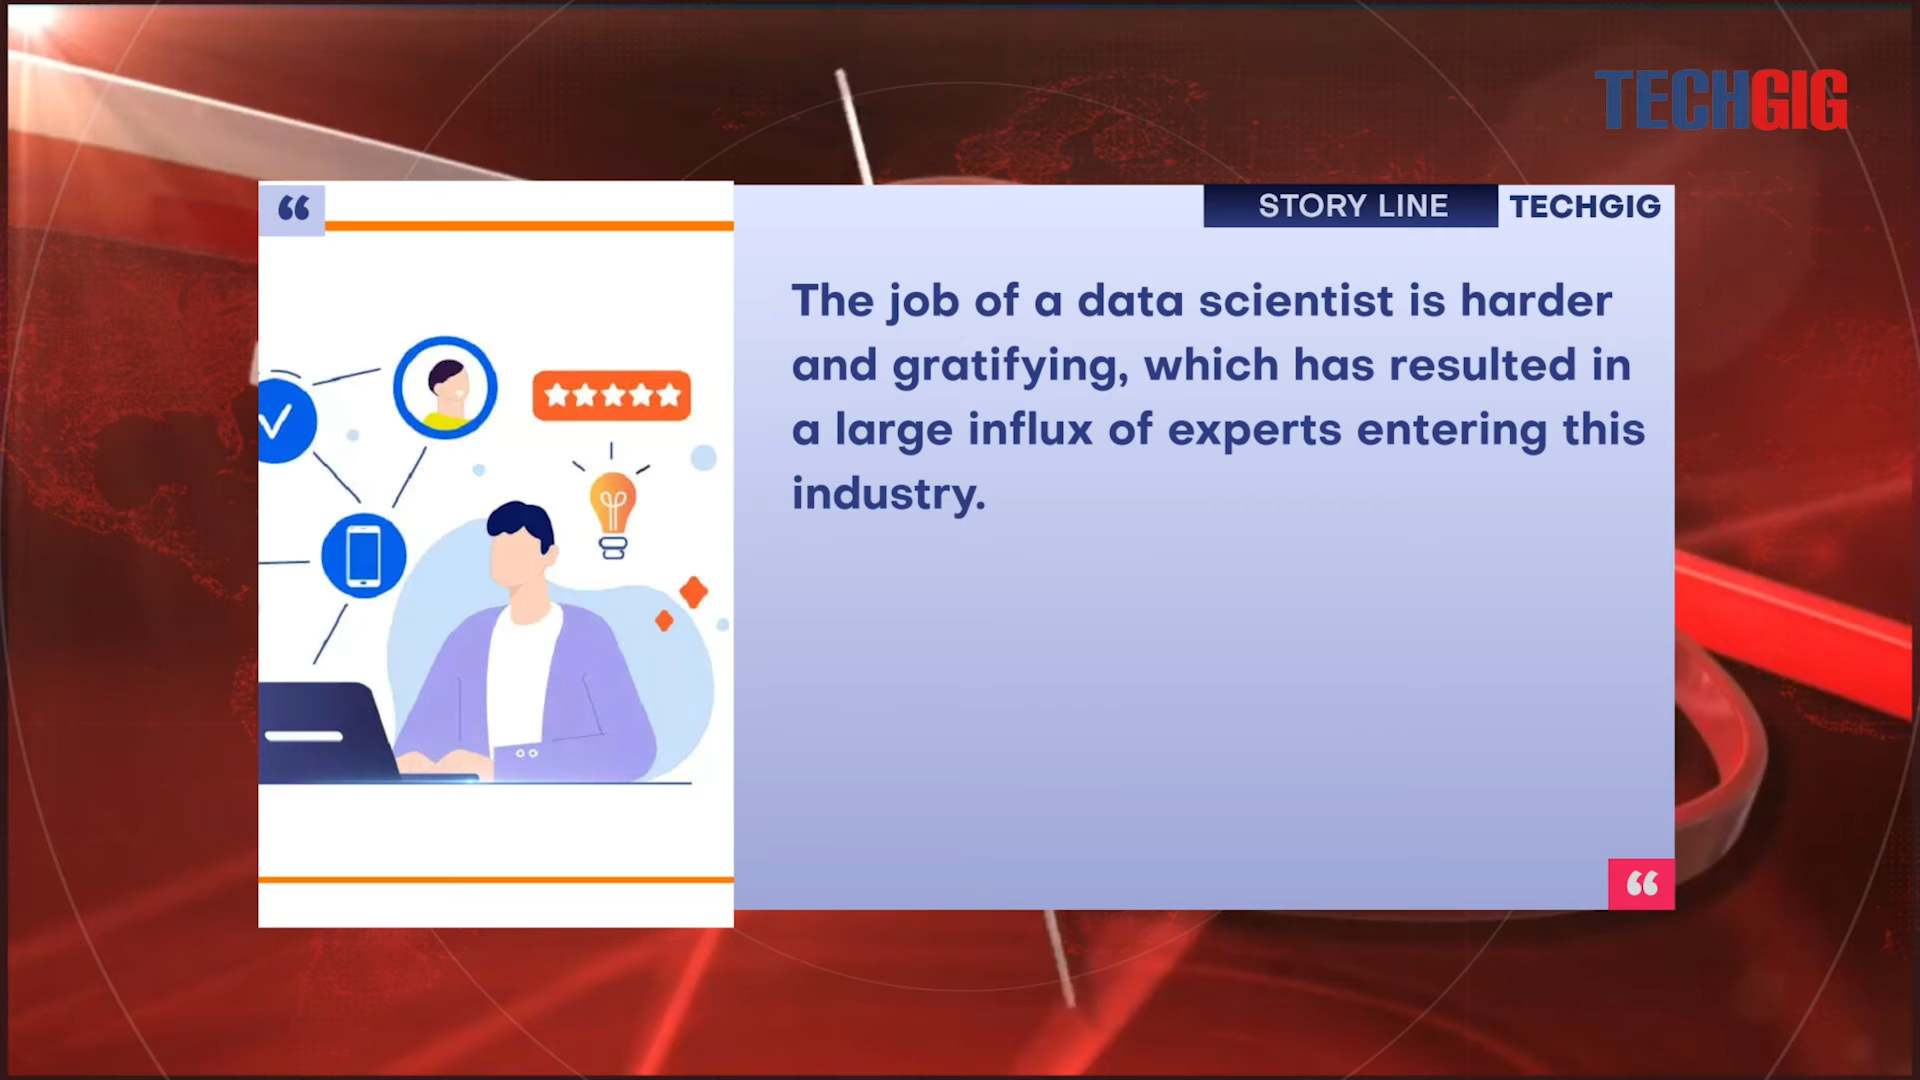 TECHGIG
STORY LINE TECHGIG
The job of a data scientist is harder
and gratifying, which has resulted in
a large influx of experts entering this
industry.